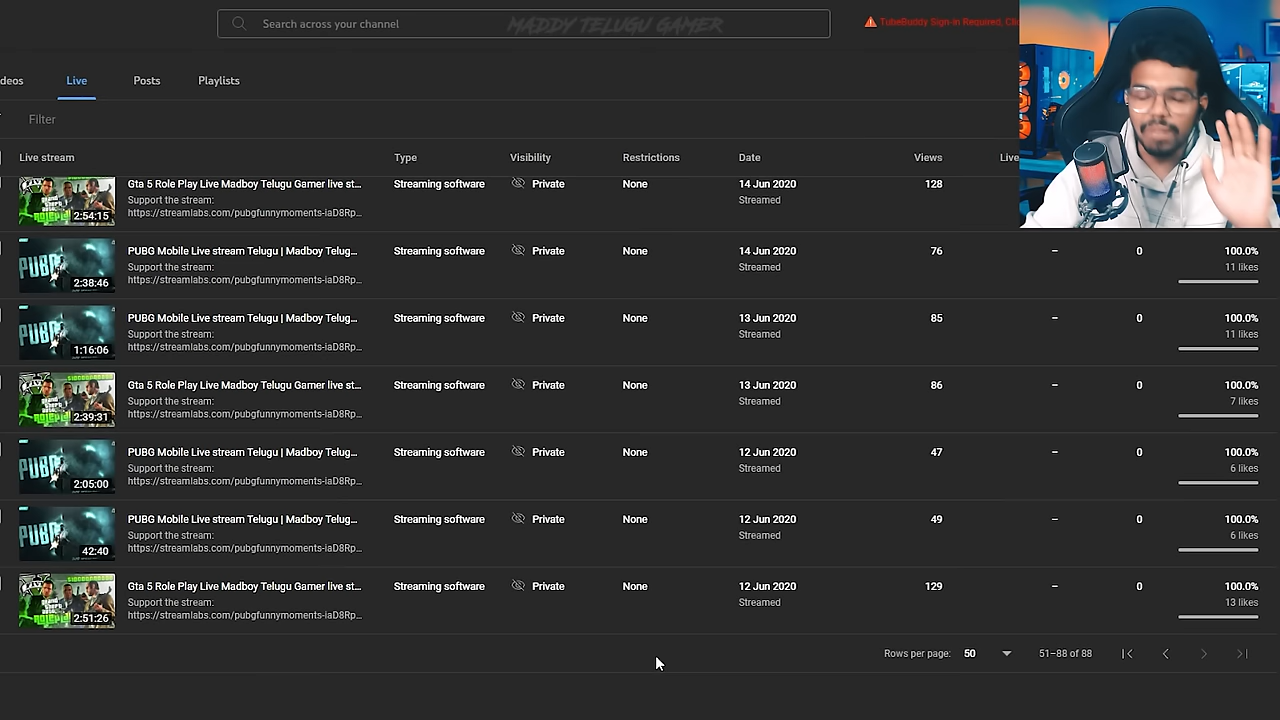 Search across your channel
MADDY TELUGU GAMER
TubeBuddy Sign-in Required, Clic
deos
Live
Posts
Playlists
Filter
Live stream
Type
Visibility
Restrictions
Date
Views
Live
Gta 5 Role Play Live Madboy Telugu Gamer live st...
Support the stream:
https://streamlabs.com/pubgfunnymoments-iaD8Rp...
2:54:15
Streaming software
Private
None
14 Jun 2020
Streamed
128
PUBG Mobile Live stream Telugu | Madboy Telug...
Support the stream:
https://streamlabs.com/pubgfunnymoments-iaD8Rp...
PUBG
2:38:46
Streaming software
Private
None
14 Jun 2020
Streamed
76
–
0
100.0%
11 likes
PUBG Mobile Live stream Telugu | Madboy Telug...
Support the stream:
https://streamlabs.com/pubgfunnymoments-iaD8Rp...
PUBG
1:16:06
Streaming software
Private
None
13 Jun 2020
Streamed
85
–
0
100.0%
11 likes
Gta 5 Role Play Live Madboy Telugu Gamer live st...
Support the stream:
https://streamlabs.com/pubgfunnymoments-iaD8Rp...
2:39:31
Streaming software
Private
None
13 Jun 2020
Streamed
86
–
0
100.0%
7 likes
PUBG Mobile Live stream Telugu | Madboy Telug...
Support the stream:
https://streamlabs.com/pubgfunnymoments-iaD8Rp...
PUBG
2:05:00
Streaming software
Private
None
12 Jun 2020
Streamed
47
–
0
100.0%
6 likes
PUBG Mobile Live stream Telugu | Madboy Telug...
Support the stream:
https://streamlabs.com/pubgfunnymoments-iaD8Rp...
PUBG
42:40
Streaming software
Private
None
12 Jun 2020
Streamed
49
–
0
100.0%
6 likes
Gta 5 Role Play Live Madboy Telugu Gamer live st...
Support the stream:
https://streamlabs.com/pubgfunnymoments-iaD8Rp...
2:51:26
Streaming software
Private
None
12 Jun 2020
Streamed
129
–
0
100.0%
13 likes
Rows per page:
50
51–88 of 88